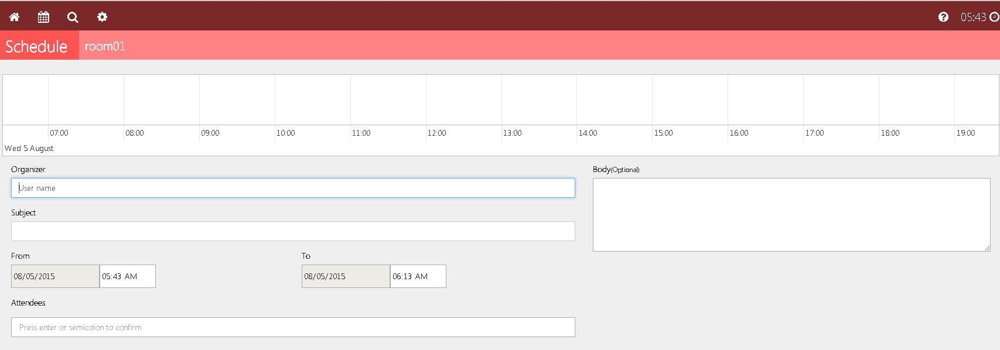 05:43
Schedule room01
07:00 08:00 09:00 10:00 11:00 12:00 13:00 14:00 15:00 16:00 17:00 18:00 19:00
Wed 5 August
Organizer
User name
Subject
From To
08/05/2015 05:43 AM 08/05/2015 06:13 AM
Attendees
Press enter or semicolon to confirm
Body(Optional)